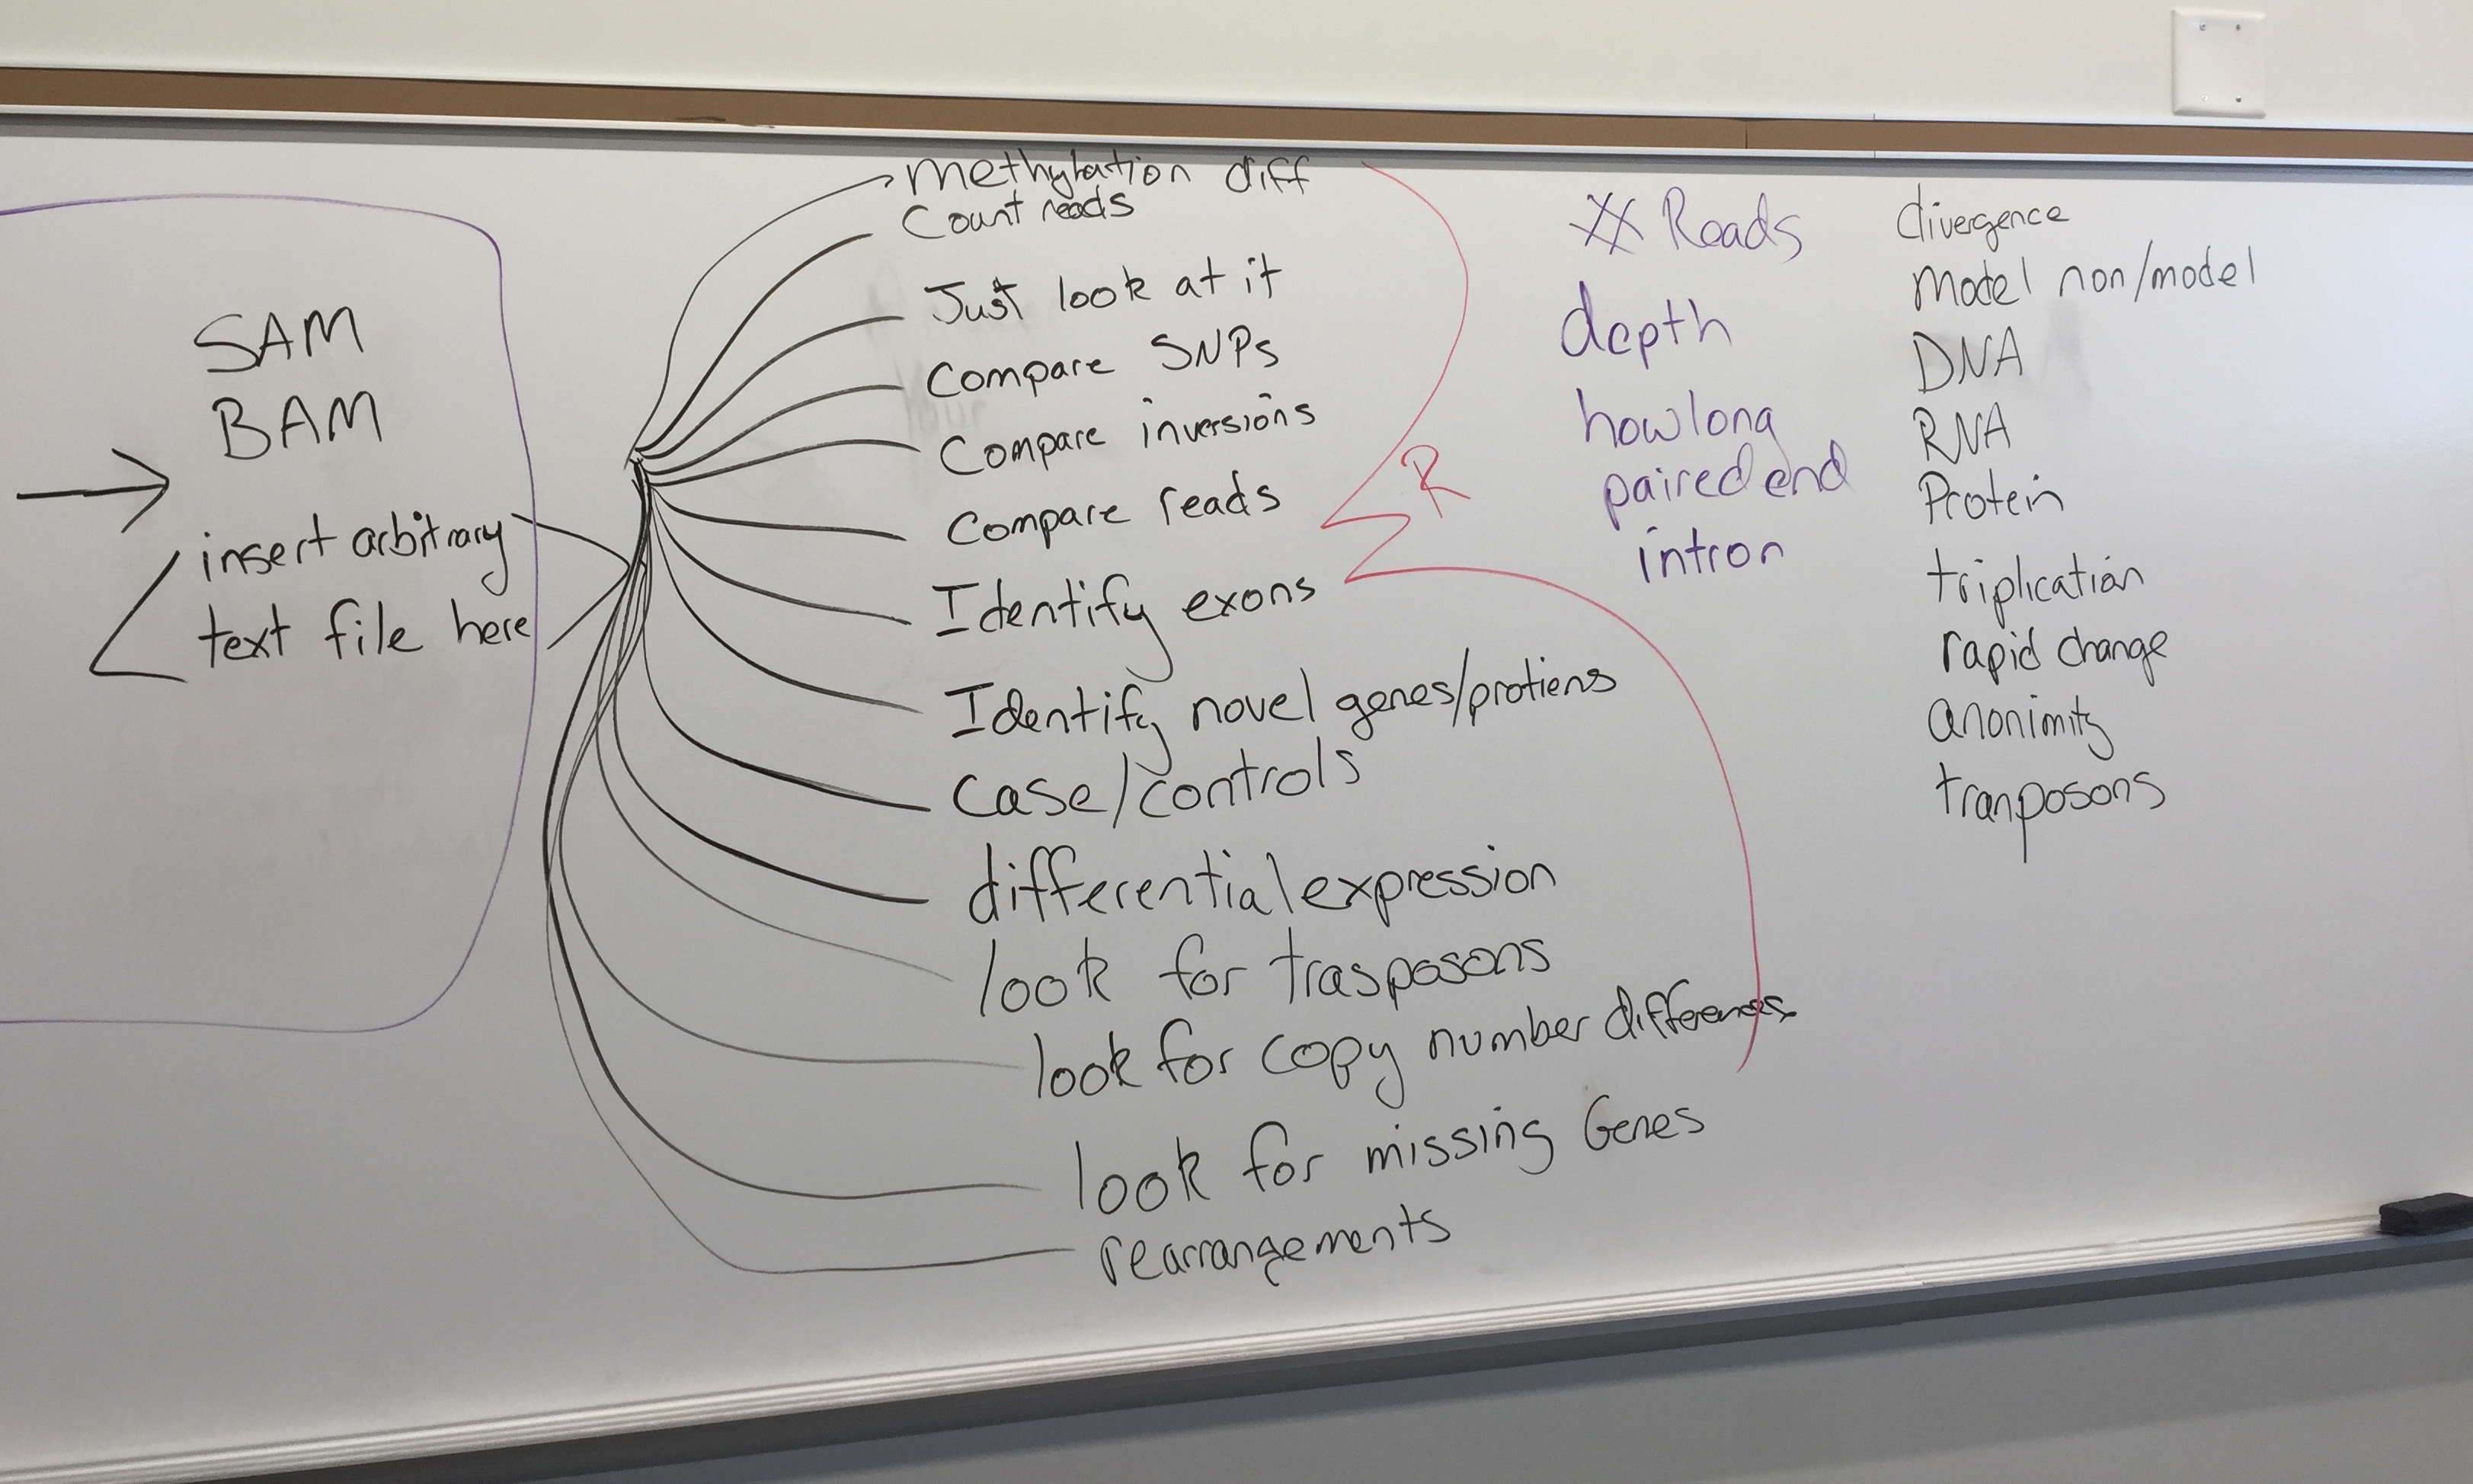 SAM
BAM
insert arbitrary
text file here
methylation diff
Count reads
Just look at it
Compare SNPs
Compare inversions
Compare reads
Identify exons
Identify novel genes/protiens
Case/controls
differential expression
look for trasposons
look for copy number differences
look for missing Genes
rearrangements
R
# Reads
depth
how long
paired end
intron
divergence
Model non/model
DNA
RNA
Protein
triplication
rapid change
anonimity
tranposons